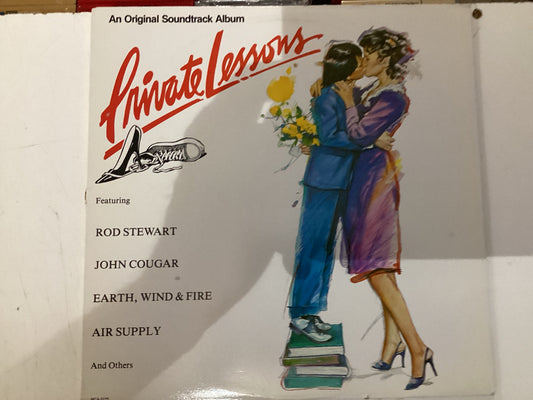 An Original Soundtrack Album
Private Lessons
Featuring
ROD STEWART
JOHN COUGAR
EARTH, WIND & FIRE
AIR SUPPLY
And Others